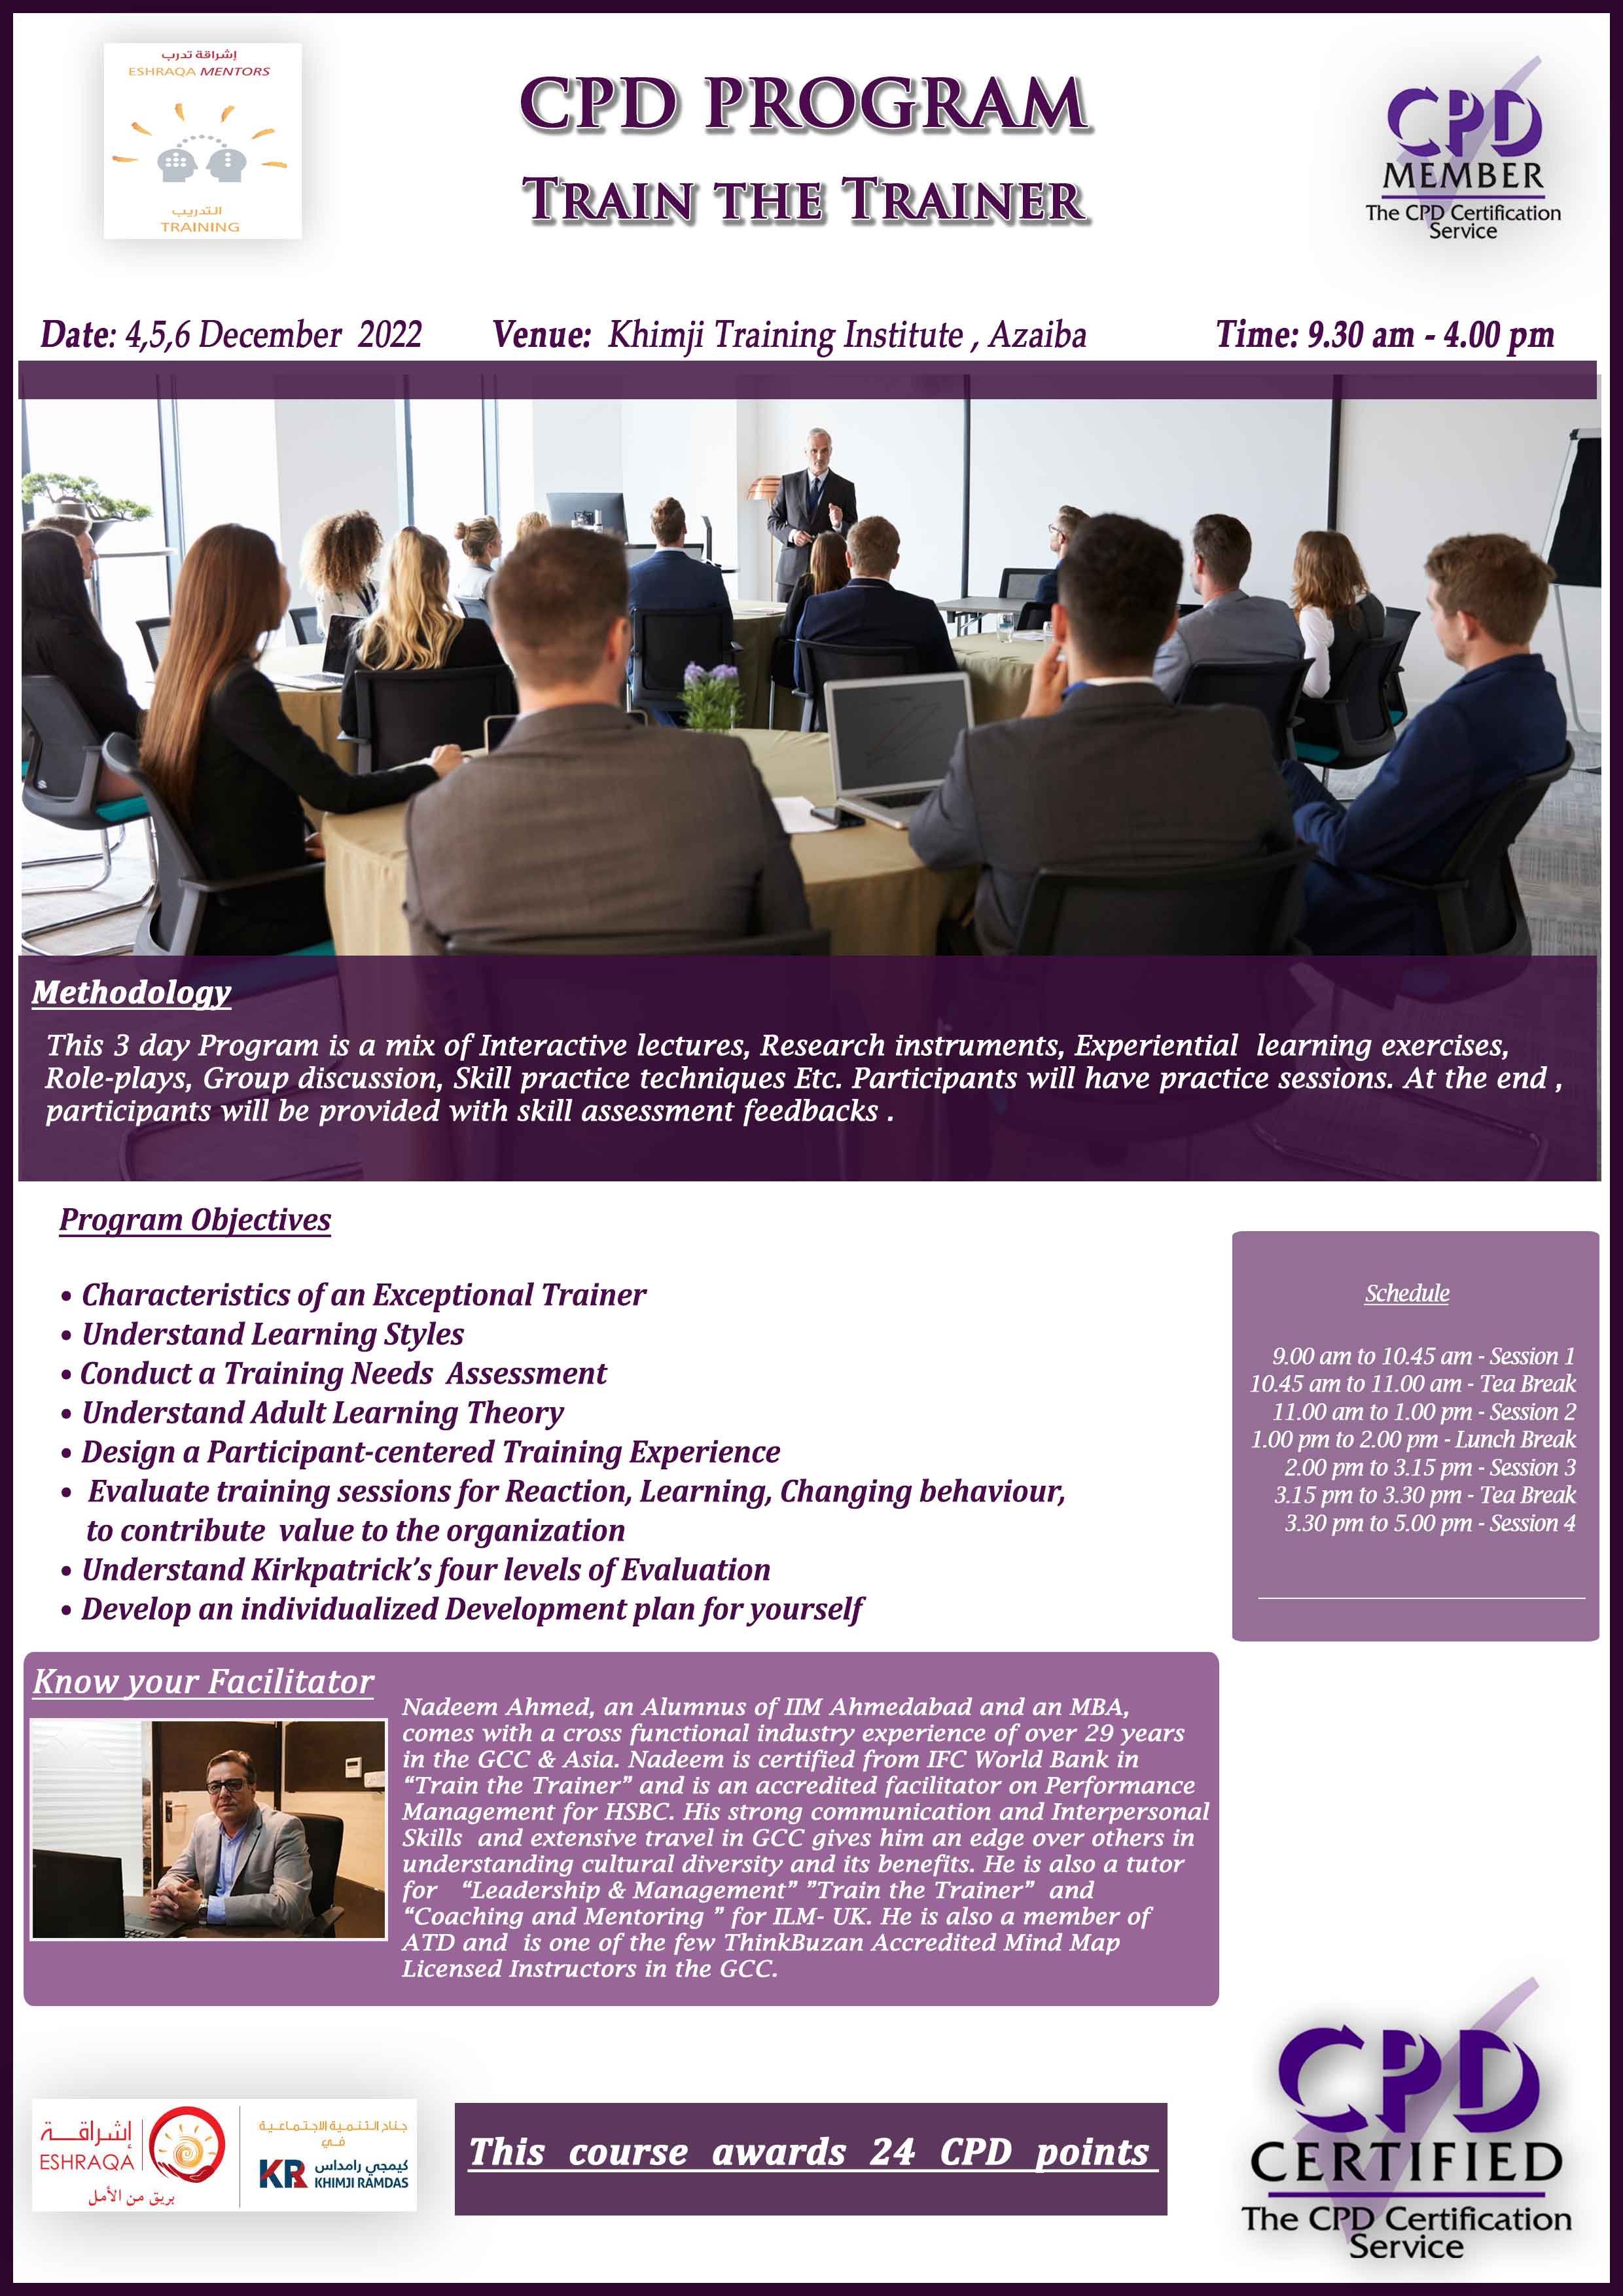 إشراقة تدرب
ESHRAQA MENTORS
التدريب
TRAINING
CPD PROGRAM
TRAIN THE TRAINER
CPD
MEMBER
The CPD Certification
Service
Date: 4,5,6 December 2022
Venue: Khimji Training Institute , Azaiba
Time: 9.30 am - 4.00 pm
Methodology
This 3 day Program is a mix of Interactive lectures, Research instruments, Experiential learning exercises,
Role-plays, Group discussion, Skill practice techniques Etc. Participants will have practice sessions. At the end ,
participants will be provided with skill assessment feedbacks .
Program Objectives
• Characteristics of an Exceptional Trainer
• Understand Learning Styles
• Conduct a Training Needs Assessment
• Understand Adult Learning Theory
• Design a Participant-centered Training Experience
• Evaluate training sessions for Reaction, Learning, Changing behaviour,
to contribute value to the organization
• Understand Kirkpatrick’s four levels of Evaluation
• Develop an individualized Development plan for yourself
Schedule
9.00 am to 10.45 am - Session 1
10.45 am to 11.00 am - Tea Break
11.00 am to 1.00 pm - Session 2
1.00 pm to 2.00 pm - Lunch Break
2.00 pm to 3.15 pm - Session 3
3.15 pm to 3.30 pm - Tea Break
3.30 pm to 5.00 pm - Session 4
Know your Facilitator
Nadeem Ahmed, an Alumnus of IIM Ahmedabad and an MBA,
comes with a cross functional industry experience of over 29 years
in the GCC & Asia. Nadeem is certified from IFC World Bank in
“Train the Trainer” and is an accredited facilitator on Performance
Management for HSBC. His strong communication and Interpersonal
Skills and extensive travel in GCC gives him an edge over others in
understanding cultural diversity and its benefits. He is also a tutor
for “Leadership & Management” ”Train the Trainer” and
“Coaching and Mentoring ” for ILM- UK. He is also a member of
ATD and is one of the few ThinkBuzan Accredited Mind Map
Licensed Instructors in the GCC.
إشراقـــة
ESHRAQA
بريق من الأمل
جناح التنمية الاجتماعية
في
KR
كيمجي رامداس
KHIMJI RAMDAS
This course awards 24 CPD points
CPD
CERTIFIED
The CPD Certification
Service